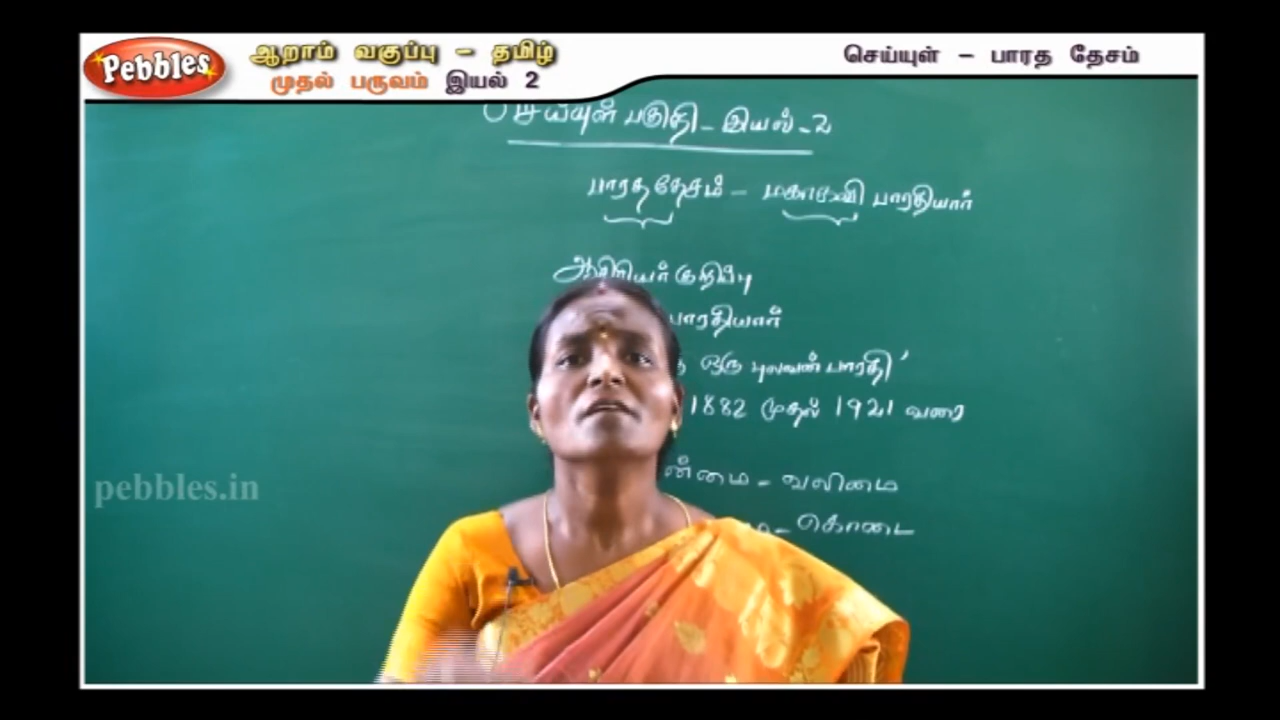 Pebbles
ஆறாம் வகுப்பு – தமிழ்
முதல் பருவம் இயல் 2
செய்யுள் – பாரத தேசம்
செய்யுள் பகுதி – இயல் - 2
பாரத தேசம் – மகாகவி பாரதியார்
ஆசிரியர் குறிப்பு
பாரதியார்
ஒரு புலவன் பாரதி'
1882 முதல் 1921 வரை
ன்மை – வலிமை
மை – கொடை
pebbles.in